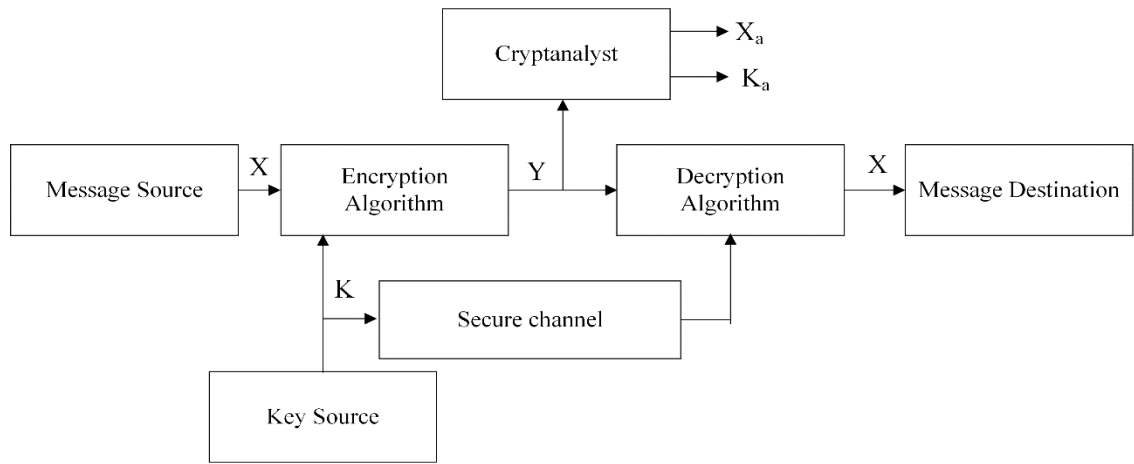 Cryptanalyst
Xa
Ka
Message Source
X
Encryption
Algorithm
Y
Decryption
Algorithm
X
Message Destination
K
Secure channel
Key Source